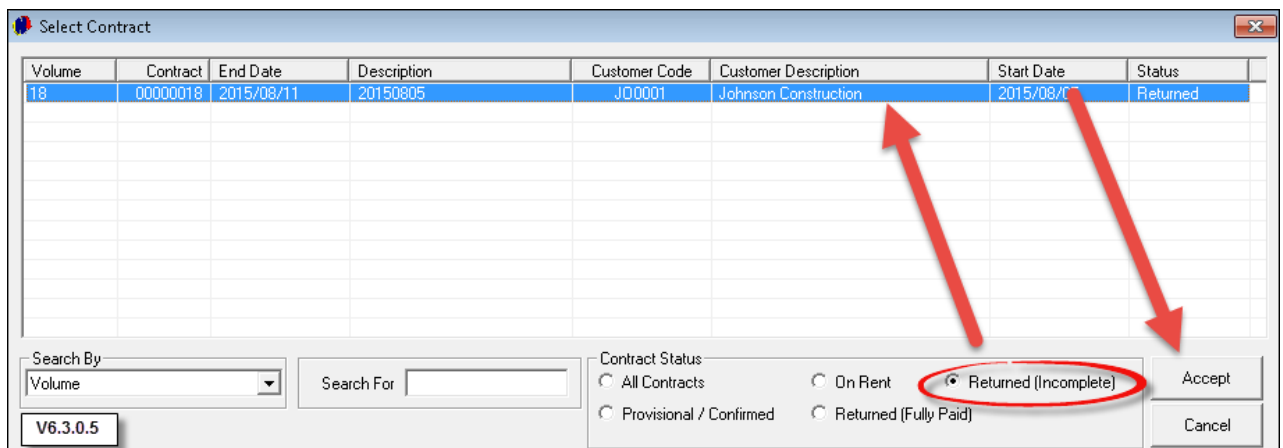 Select Contract
Volume Contract End Date Description Customer Code Customer Description Start Date Status
18 00000018 2015/08/11 20150805 JO0001 Johnson Construction Returned
Search By
Volume
Search For
V6.3.0.5
Contract Status
All Contracts On Rent Returned (Incomplete)
Provisional / Confirmed Returned (Fully Paid)
Accept
Cancel